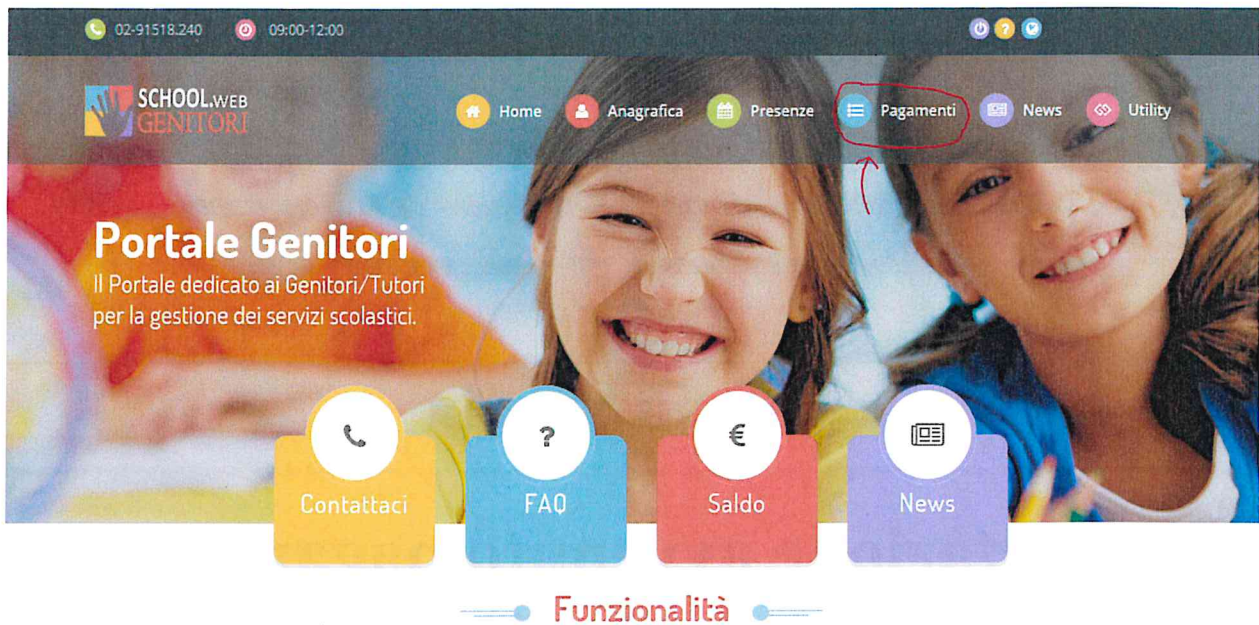 02-91518.240 09:00-12:00
SCHOOL.WEB
GENITORI
Home Anagrafica Presenze Pagamenti News Utility
Portale Genitori
Il Portale dedicato ai Genitori/Tutori
per la gestione dei servizi scolastici.
?
€
Contattaci FAQ Saldo News
Funzionalità